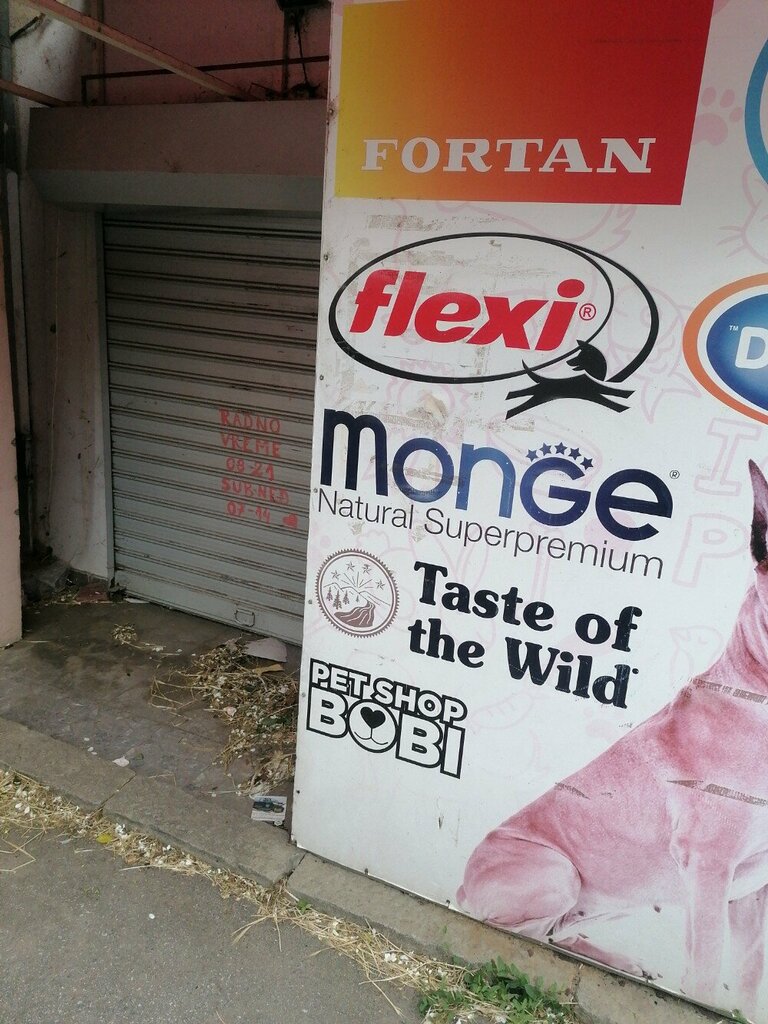 FORTAN
flexi®
monGe®
Natural Superpremium
Taste of
the Wild
PET SHOP
BOBI
™ D
I
P
RADNO
VREME
08-21
SUB NED
07-14